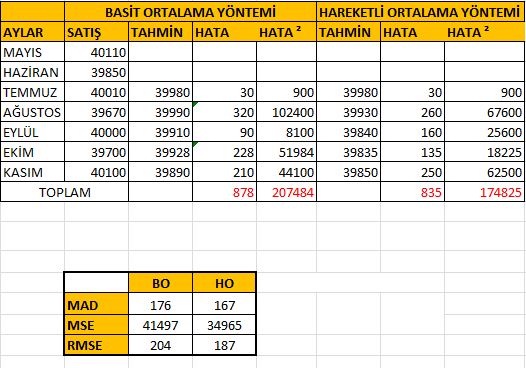 BASİT ORTALAMA YÖNTEMİ HAREKETLİ ORTALAMA YÖNTEMİ
AYLAR SATIŞ TAHMİN HATA HATA ² TAHMİN HATA HATA ²
MAYIS 40110
HAZİRAN 39850
TEMMUZ 40010 39980 30 900 39980 30 900
AĞUSTOS 39670 39990 320 102400 39930 260 67600
EYLÜL 40000 39910 90 8100 39840 160 25600
EKİM 39700 39928 228 51984 39835 135 18225
KASIM 40100 39890 210 44100 39850 250 62500
TOPLAM 878 207484 835 174825
BO HO
MAD 176 167
MSE 41497 34965
RMSE 204 187